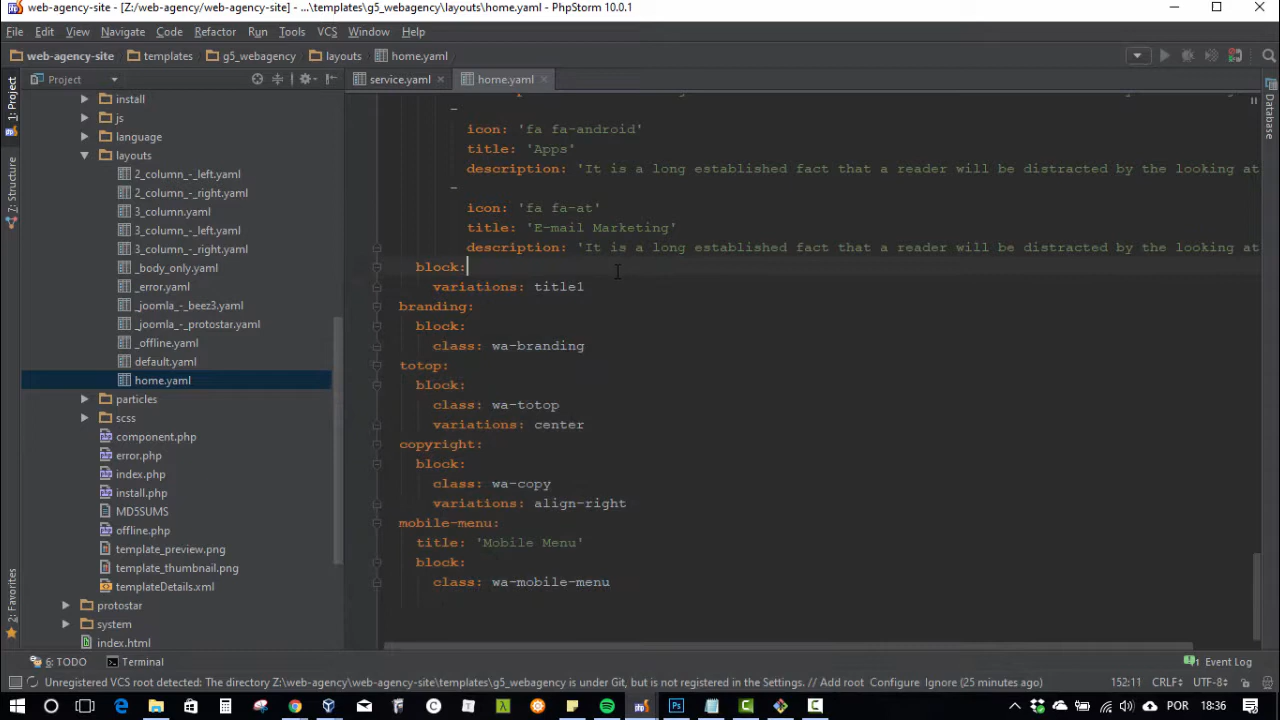 web-agency-site - [Z:/web-agency/web-agency-site] - ...\templates\g5_webagency\layouts\home.yaml - PhpStorm 10.0.1
File Edit View Navigate Code Refactor Run Tools VCS Window Help
web-agency-site templates g5_webagency layouts home.yaml
Project
service.yaml home.yaml
1: Project
7: Structure
2: Favorites
Database
install
js
language
layouts
2_column_-_left.yaml
2_column_-_right.yaml
3_column.yaml
3_column_-_left.yaml
3_column_-_right.yaml
_body_only.yaml
_error.yaml
_joomla_-_beez3.yaml
_joomla_-_protostar.yaml
_offline.yaml
default.yaml
home.yaml
particles
scss
component.php
error.php
index.php
install.php
MD5SUMS
offline.php
template_preview.png
template_thumbnail.png
templateDetails.xml
protostar
system
index.html
-
icon: 'fa fa-android'
title: 'Apps'
description: 'It is a long established fact that a reader will be distracted by the looking at
-
icon: 'fa fa-at'
title: 'E-mail Marketing'
description: 'It is a long established fact that a reader will be distracted by the looking at
block:
variations: title1
branding:
block:
class: wa-branding
totop:
block:
class: wa-totop
variations: center
copyright:
block:
class: wa-copy
variations: align-right
mobile-menu:
title: 'Mobile Menu'
block:
class: wa-mobile-menu
6: TODO Terminal 1 Event Log
Unregistered VCS root detected: The directory Z:\web-agency\web-agency-site\templates\g5_webagency is under Git, but is not registered in the Settings. // Add root Configure Ignore (25 minutes ago) 152:11 CRLF UTF-8
POR 18:36